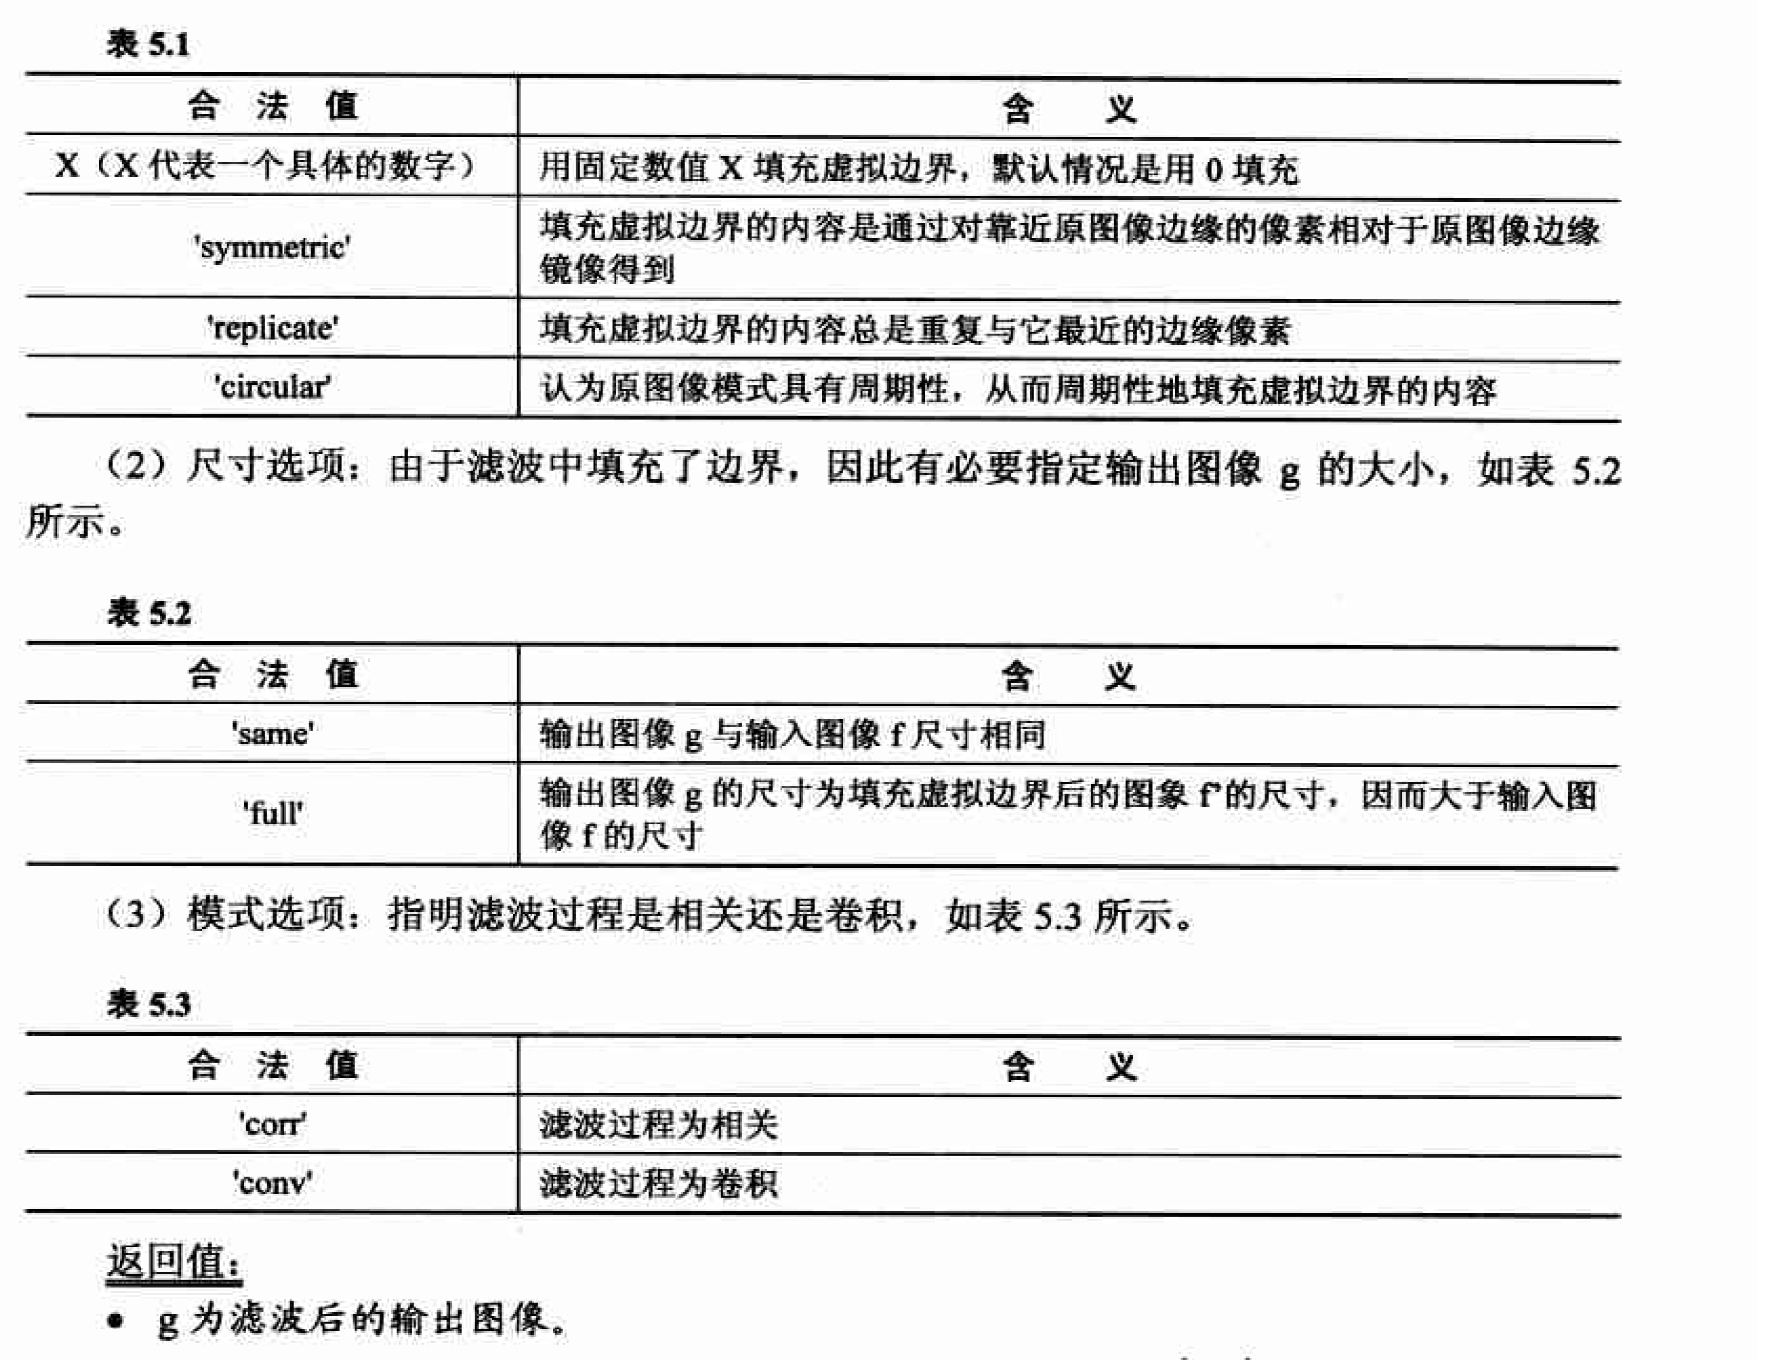 表 5.1
合 法 值 含 义
X（X 代表一个具体的数字） 用固定数值 X 填充虚拟边界，默认情况是用 0 填充
'symmetric' 填充虚拟边界的内容是通过对靠近原图像边缘的像素相对于原图像边缘
镜像得到
'replicate' 填充虚拟边界的内容总是重复与它最近的边缘像素
'circular' 认为原图像模式具有周期性，从而周期性地填充虚拟边界的内容
（2）尺寸选项：由于滤波中填充了边界，因此有必要指定输出图像 g 的大小，如表 5.2
所示。
表 5.2
合 法 值 含 义
'same' 输出图像 g 与输入图像 f 尺寸相同
'full' 输出图像 g 的尺寸为填充虚拟边界后的图象 f'的尺寸，因而大于输入图
像 f 的尺寸
（3）模式选项：指明滤波过程是相关还是卷积，如表 5.3 所示。
表 5.3
合 法 值 含 义
'corr' 滤波过程为相关
'conv' 滤波过程为卷积
返回值：
● g 为滤波后的输出图像。